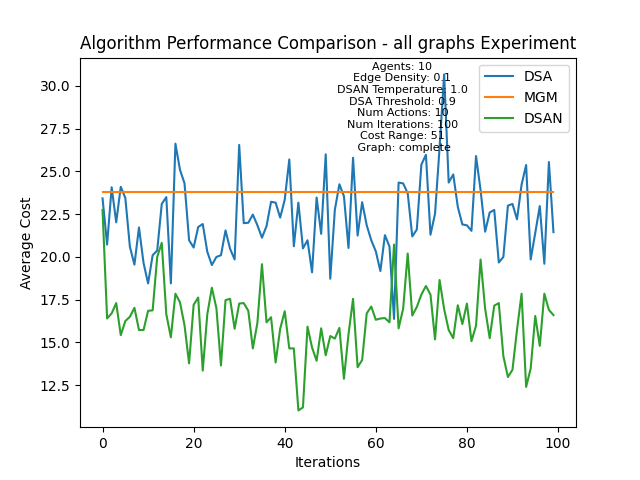 Algorithm Performance Comparison - all graphs Experiment
Agents: 10
Edge Density: 0.1
DSAN Temperature: 1.0
DSA Threshold: 0.9
Num Actions: 10
Num Iterations: 100
Cost Range: 51
Graph: complete
DSA
MGM
DSAN
Average Cost
30.0
27.5
25.0
22.5
20.0
17.5
15.0
12.5
0 20 40 60 80 100
Iterations